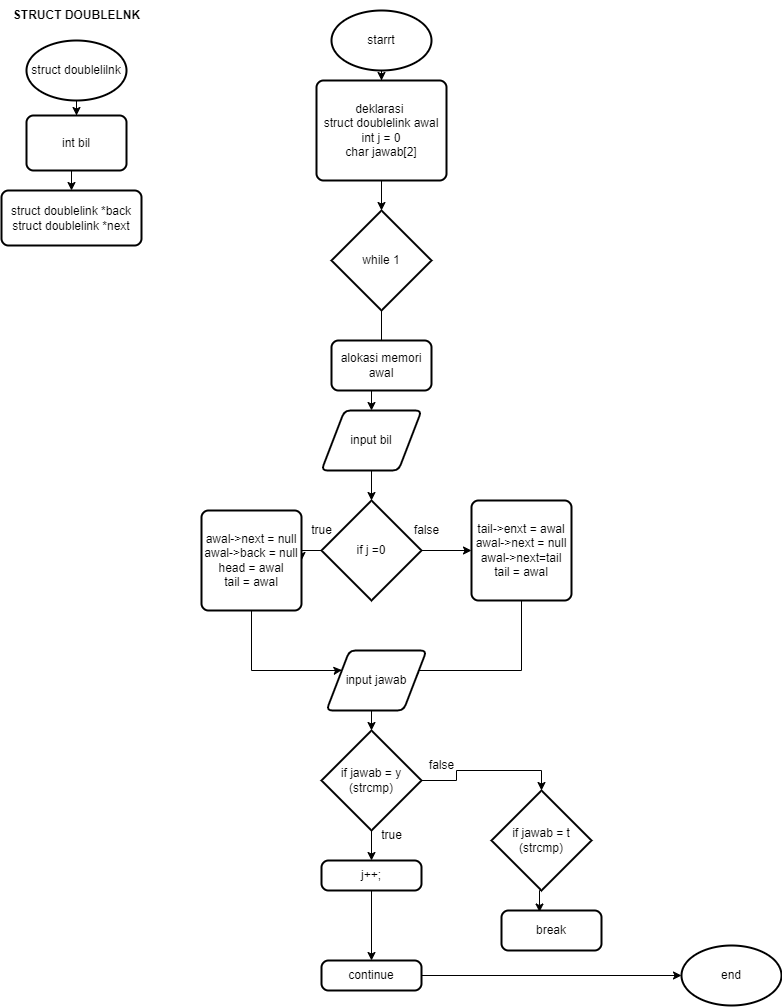 STRUCT DOUBLELNK
struct doublelilnk
int bil
struct doublelink *back
struct doublelink *next
starrt
deklarasi
struct doublelink awal
int j = 0
char jawab[2]
while 1
alokasi memori
awal
input bil
true
if j =0
false
awal->next = null
awal->back = null
head = awal
tail = awal
tail->enxt = awal
awal->next = null
awal->next=tail
tail = awal
input jawab
if jawab = y
(strcmp)
false
true
if jawab = t
(strcmp)
j++;
break
continue
end